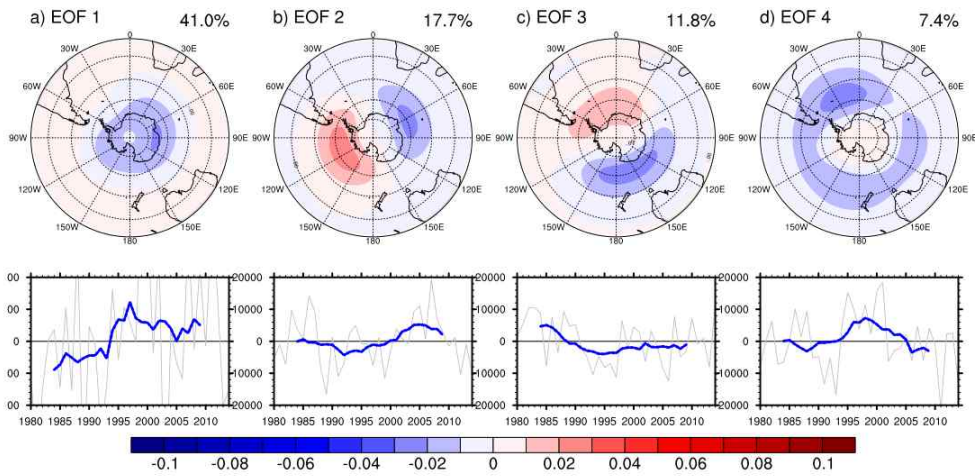 a) EOF 1 41.0% b) EOF 2 17.7% c) EOF 3 11.8% d) EOF 4 7.4%
0 0 0 0
30W 30E 30W 30E 30W 30E 30W 30E
60W 60E 60W 60E 60W 60E 60W 60E
90W 90E 90W 90E 90W 90E 90W 90E
120W 120E 120W 120E 120W 120E 120W 120E
150W 150E 150W 150E 150W 150E 150W 150E
180 180 180 180
00 20000 20000 20000
00 10000 10000 10000
0 0 0 0
00 10000 10000 10000
00 20000 20000 20000
1980 1985 1990 1995 2000 2005 2010 1980 1985 1990 1995 2000 2005 2010 1980 1985 1990 1995 2000 2005 2010 1980 1985 1990 1995 2000 2005 2010
-0.1 -0.08 -0.06 -0.04 -0.02 0 0.02 0.04 0.06 0.08 0.1